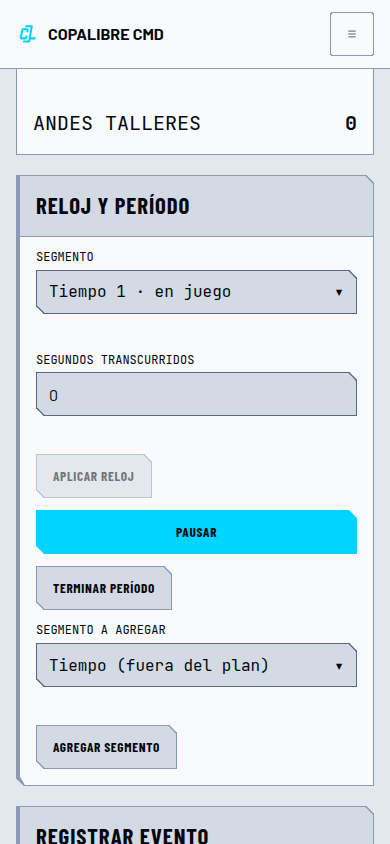 COPALIBRE CMD
ANDES TALLERES 0
RELOJ Y PERÍODO
SEGMENTO
Tiempo 1 · en juego
SEGUNDOS TRANSCURRIDOS
0
APLICAR RELOJ
PAUSAR
TERMINAR PERÍODO
SEGMENTO A AGREGAR
Tiempo (fuera del plan)
AGREGAR SEGMENTO
REGISTRAR EVENTO